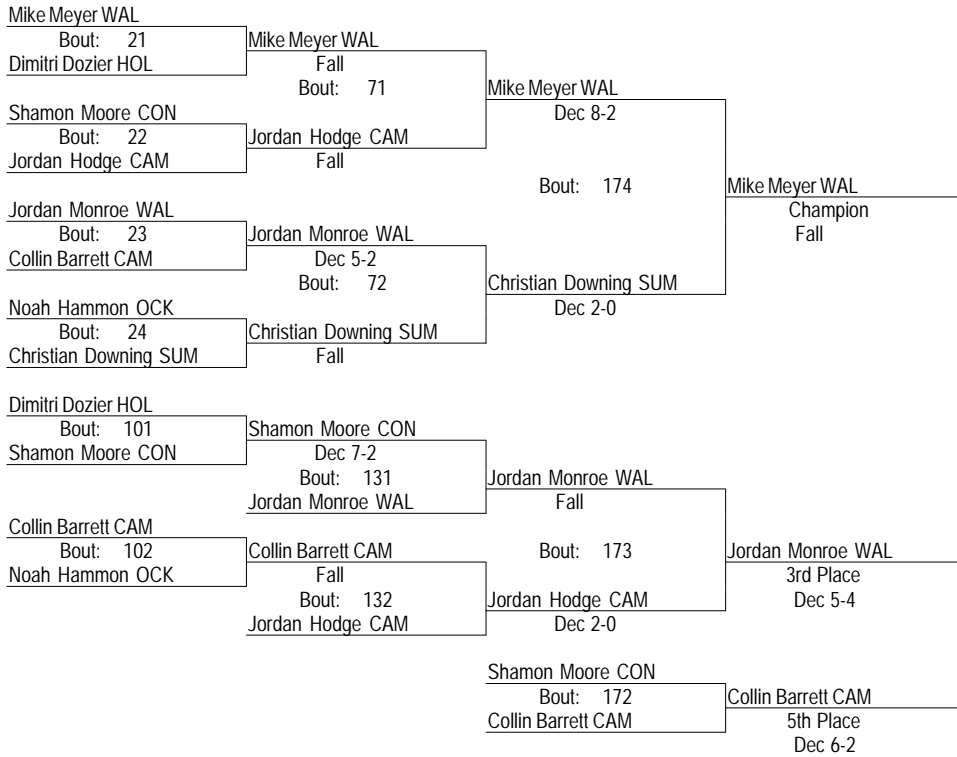 Mike Meyer WAL
Bout: 21
Mike Meyer WAL
Dimitri Dozier HOL
Fall
Bout: 71
Mike Meyer WAL
Shamon Moore CON
Dec 8-2
Bout: 22
Jordan Hodge CAM
Jordan Hodge CAM
Fall
Bout: 174
Mike Meyer WAL
Jordan Monroe WAL
Champion
Bout: 23
Jordan Monroe WAL
Fall
Collin Barrett CAM
Dec 5-2
Bout: 72
Christian Downing SUM
Noah Hammon OCK
Dec 2-0
Bout: 24
Christian Downing SUM
Christian Downing SUM
Fall
Dimitri Dozier HOL
Bout: 101
Shamon Moore CON
Shamon Moore CON
Dec 7-2
Bout: 131
Jordan Monroe WAL
Jordan Monroe WAL
Fall
Collin Barrett CAM
Bout: 102
Collin Barrett CAM
Bout: 173
Jordan Monroe WAL
Noah Hammon OCK
Fall
3rd Place
Bout: 132
Jordan Hodge CAM
Dec 5-4
Jordan Hodge CAM
Dec 2-0
Shamon Moore CON
Bout: 172
Collin Barrett CAM
Collin Barrett CAM
5th Place
Dec 6-2